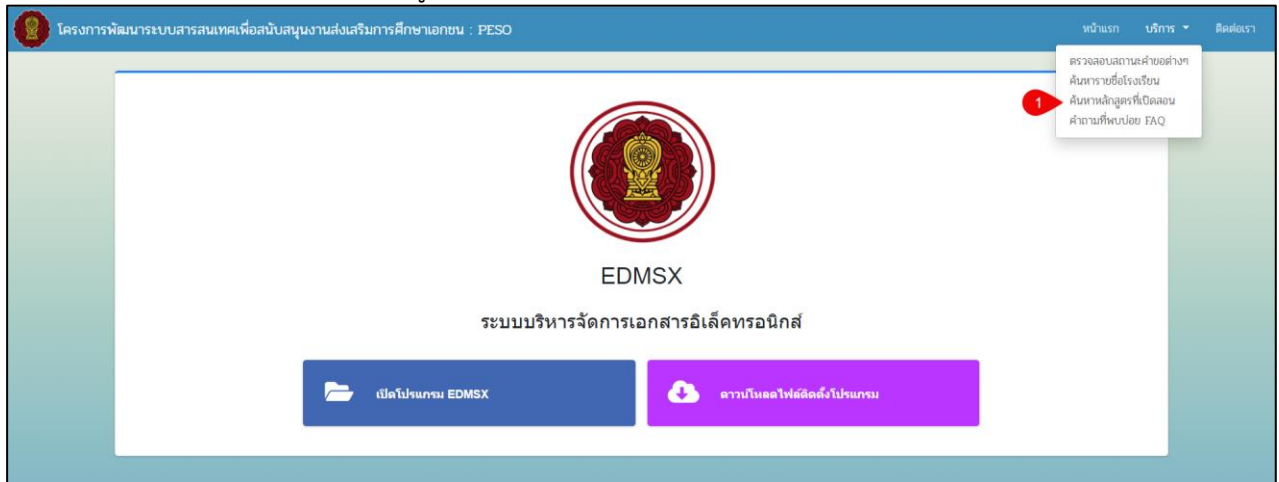 โครงการพัฒนาระบบสารสนเทศเพื่อสนับสนุนงานส่งเสริมการศึกษาเอกชน : PESO
หน้าแรก บริการ ติดต่อเรา
ตรวจสอบสถานะคำขอต่างๆ
ค้นหารายชื่อโรงเรียน
1 ค้นหาหลักสูตรที่เปิดสอน
คำถามที่พบบ่อย FAQ
EDMSX
ระบบบริหารจัดการเอกสารอิเล็คทรอนิกส์
เปิดโปรแกรม EDMSX
ดาวน์โหลดไฟล์ติดตั้งโปรแกรม